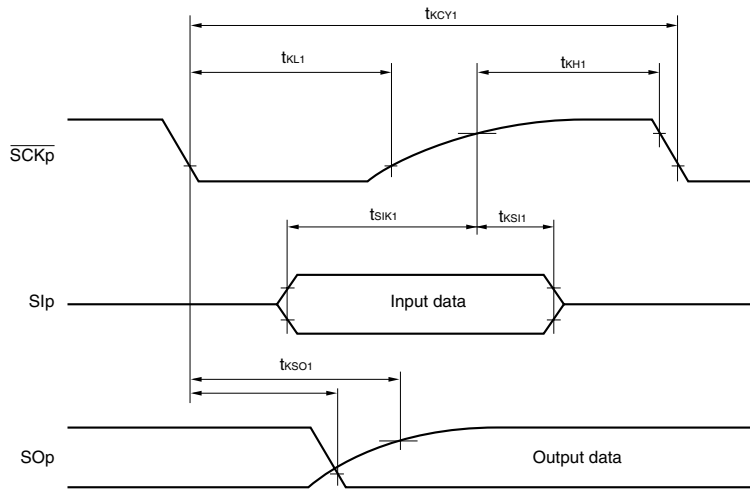 tKCY1
tKL1
tKH1
SCKp
tSIK1
tKSI1
SIp
Input data
tKSO1
SOp
Output data